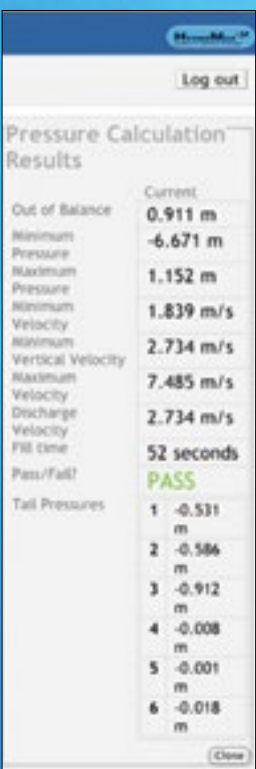 Log out
Pressure Calculation
Results
Current
Out of Balance 0.911 m
Minimum -6.671 m
Pressure
Maximum 1.152 m
Pressure
Minimum 1.839 m/s
Velocity
Minimum 2.734 m/s
Vertical Velocity
Maximum 7.485 m/s
Velocity
Discharge 2.734 m/s
Velocity
Fill time 52 seconds
Pass/Fail? PASS
Tail Pressures 1 -0.531
m
2 -0.586
m
3 -0.912
m
4 -0.008
m
5 -0.001
m
6 -0.018
m
Close